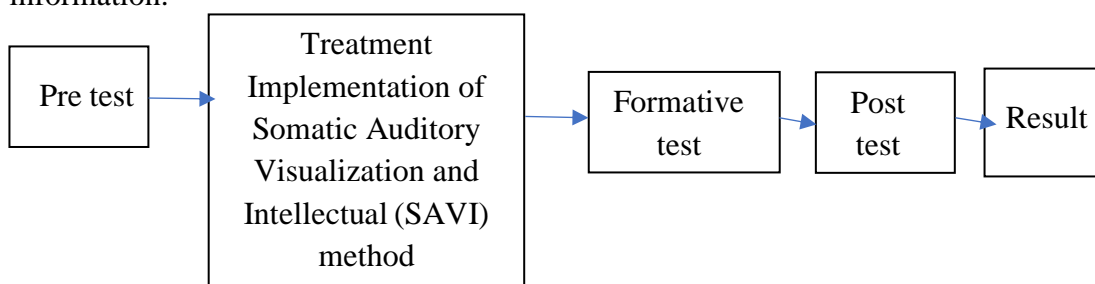 information.
Pre test
Treatment
Implementation of
Somatic Auditory
Visualization and
Intellectual (SAVI)
method
Formative
test
Post
test
Result